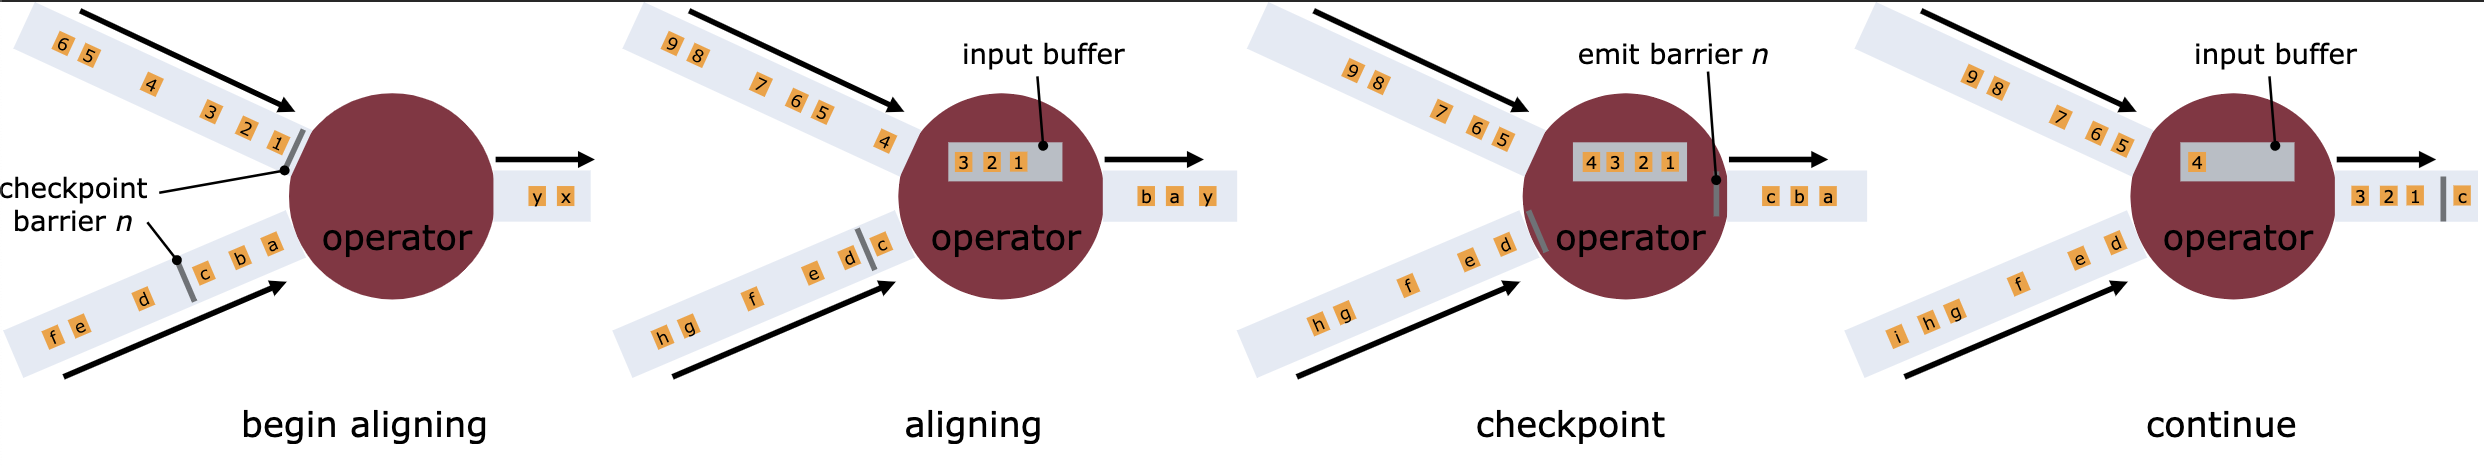 6 5 4 3 2 1
checkpoint
barrier n
f e d c b a
operator
y x
begin aligning
9 8 7 6 5 4
input buffer
3 2 1
h g f e d c
operator
b a y
aligning
9 8 7 6 5
emit barrier n
4 3 2 1
h g f e d
operator
c b a
checkpoint
9 8 7 6 5
input buffer
4
i h g f e d
operator
3 2 1 c
continue